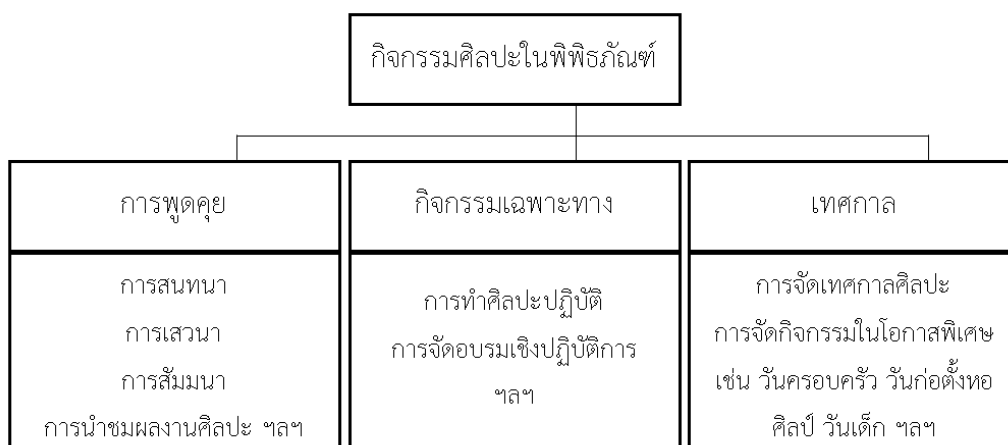 กิจกรรมศิลปะในพิพิธภัณฑ์
การพูดคุย
การสนทนา
การเสวนา
การสัมมนา
การนำชมผลงานศิลปะ ฯลฯ
กิจกรรมเฉพาะทาง
การทำศิลปะปฏิบัติ
การจัดอบรมเชิงปฏิบัติการ
ฯลฯ
เทศกาล
การจัดเทศกาลศิลปะ
การจัดกิจกรรมในโอกาสพิเศษ
เช่น วันครอบครัว วันก่อตั้งหอ
ศิลป์ วันเด็ก ฯลฯ